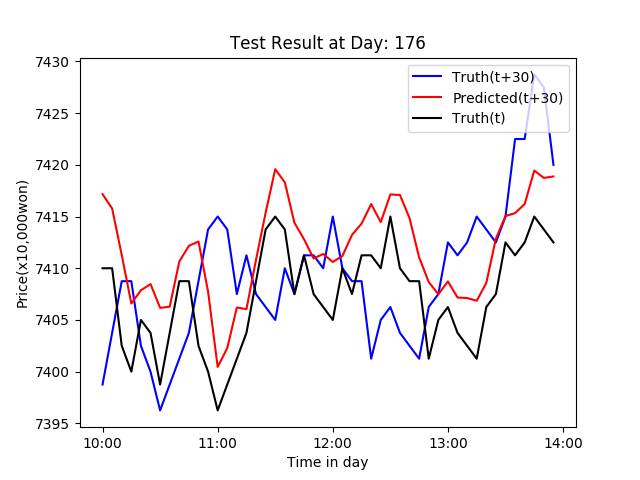 Test Result at Day: 176
Truth(t+30)
Predicted(t+30)
Truth(t)
Price(x10,000won)
7430
7425
7420
7415
7410
7405
7400
7395
10:00 11:00 12:00 13:00 14:00
Time in day